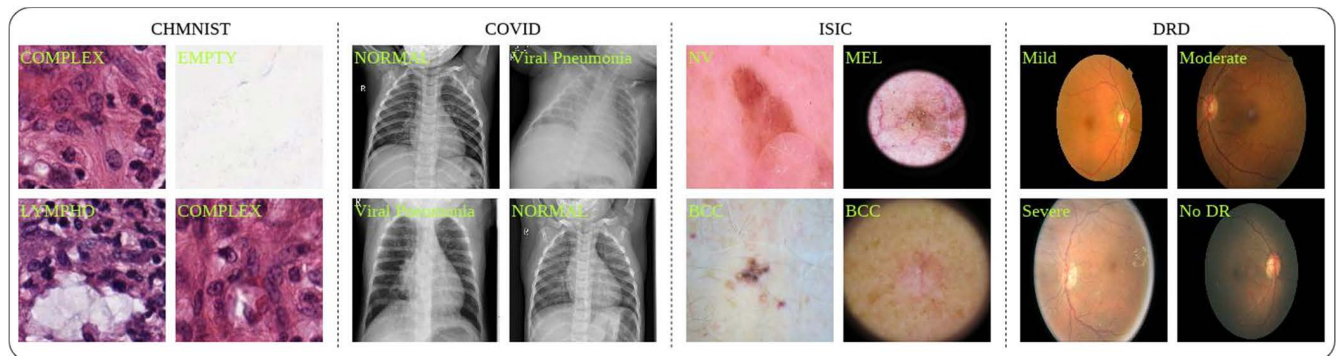 CHMNIST
COVID
ISIC
DRD
COMPLEX
EMPTY
NORMAL
Viral Pneumonia
NV
MEL
Mild
Moderate
R
LYMPHO
COMPLEX
Viral Pneumonia
NORMAL
BCC
BCC
Severe
No DR
R
R